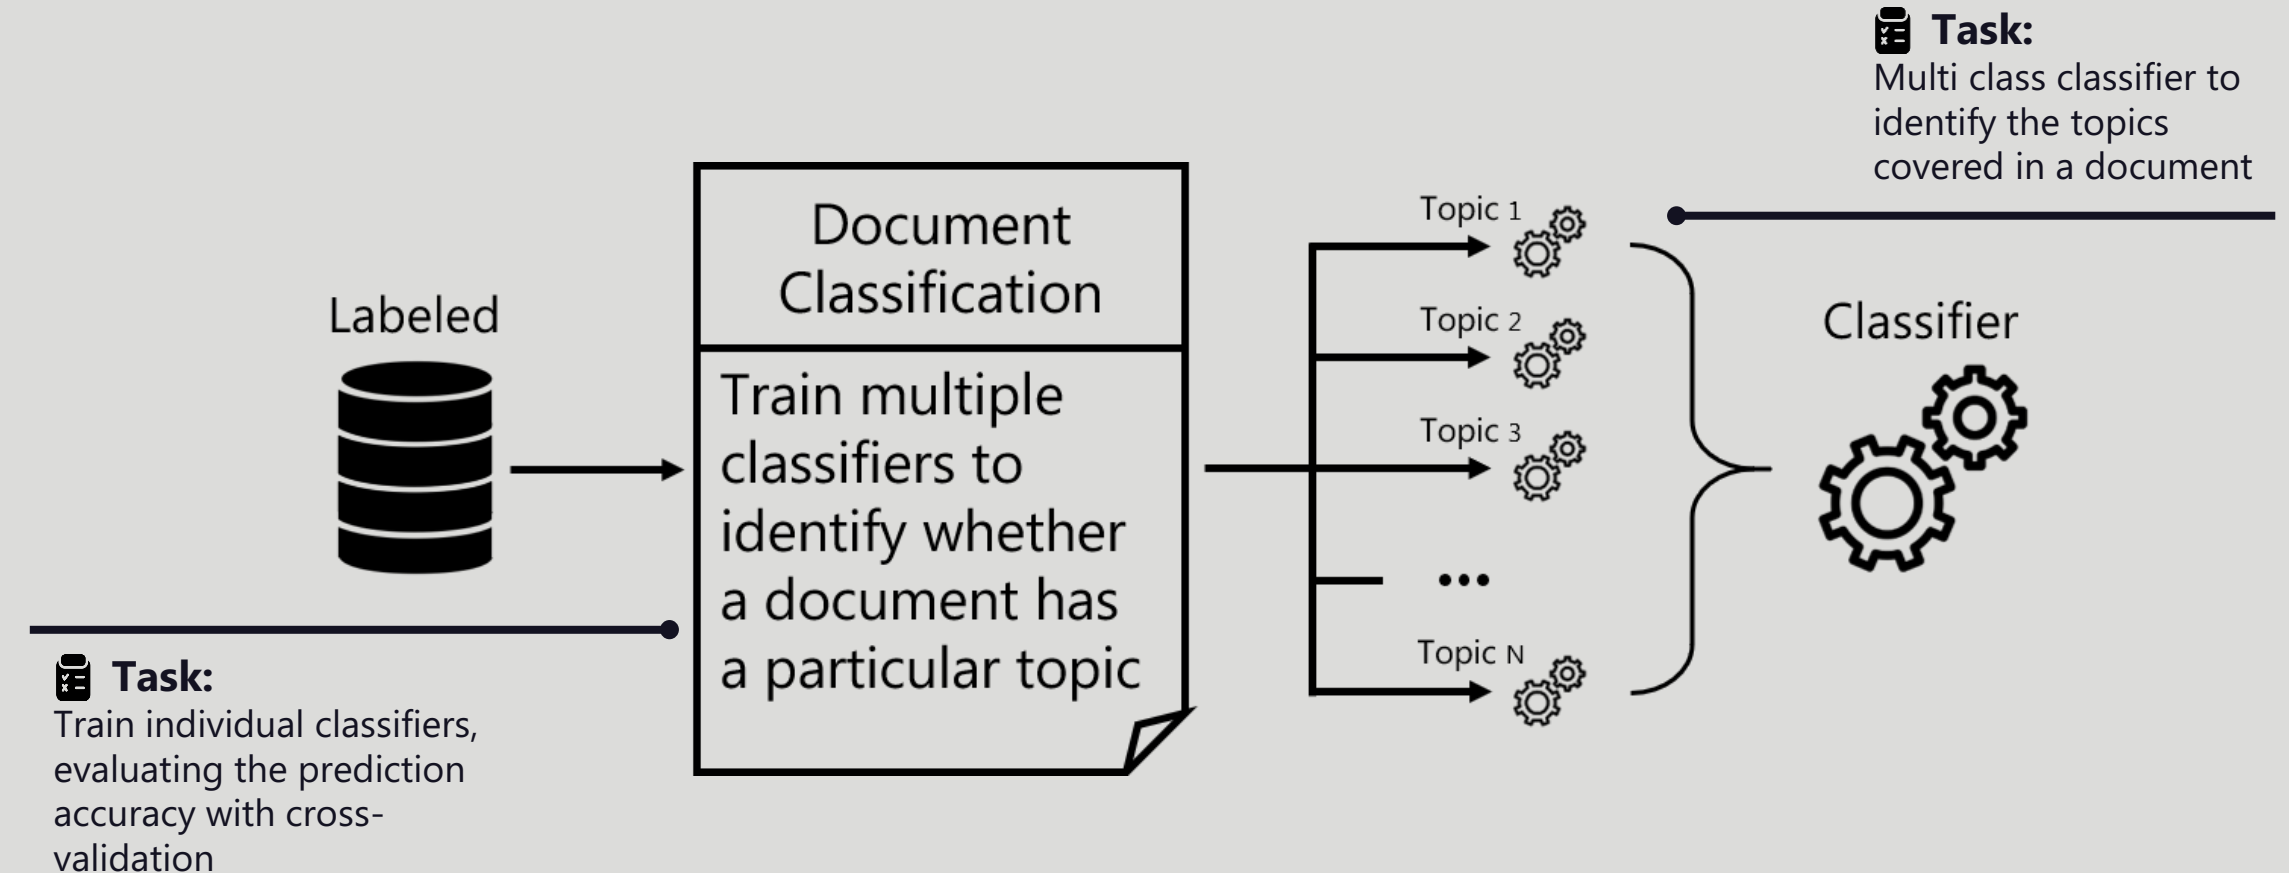 Task:
Multi class classifier to
identify the topics
covered in a document
Labeled
Document
Classification
Train multiple
classifiers to
identify whether
a document has
a particular topic
Topic 1
Topic 2
Topic 3
...
Topic N
Classifier
Task:
Train individual classifiers,
evaluating the prediction
accuracy with cross-
validation